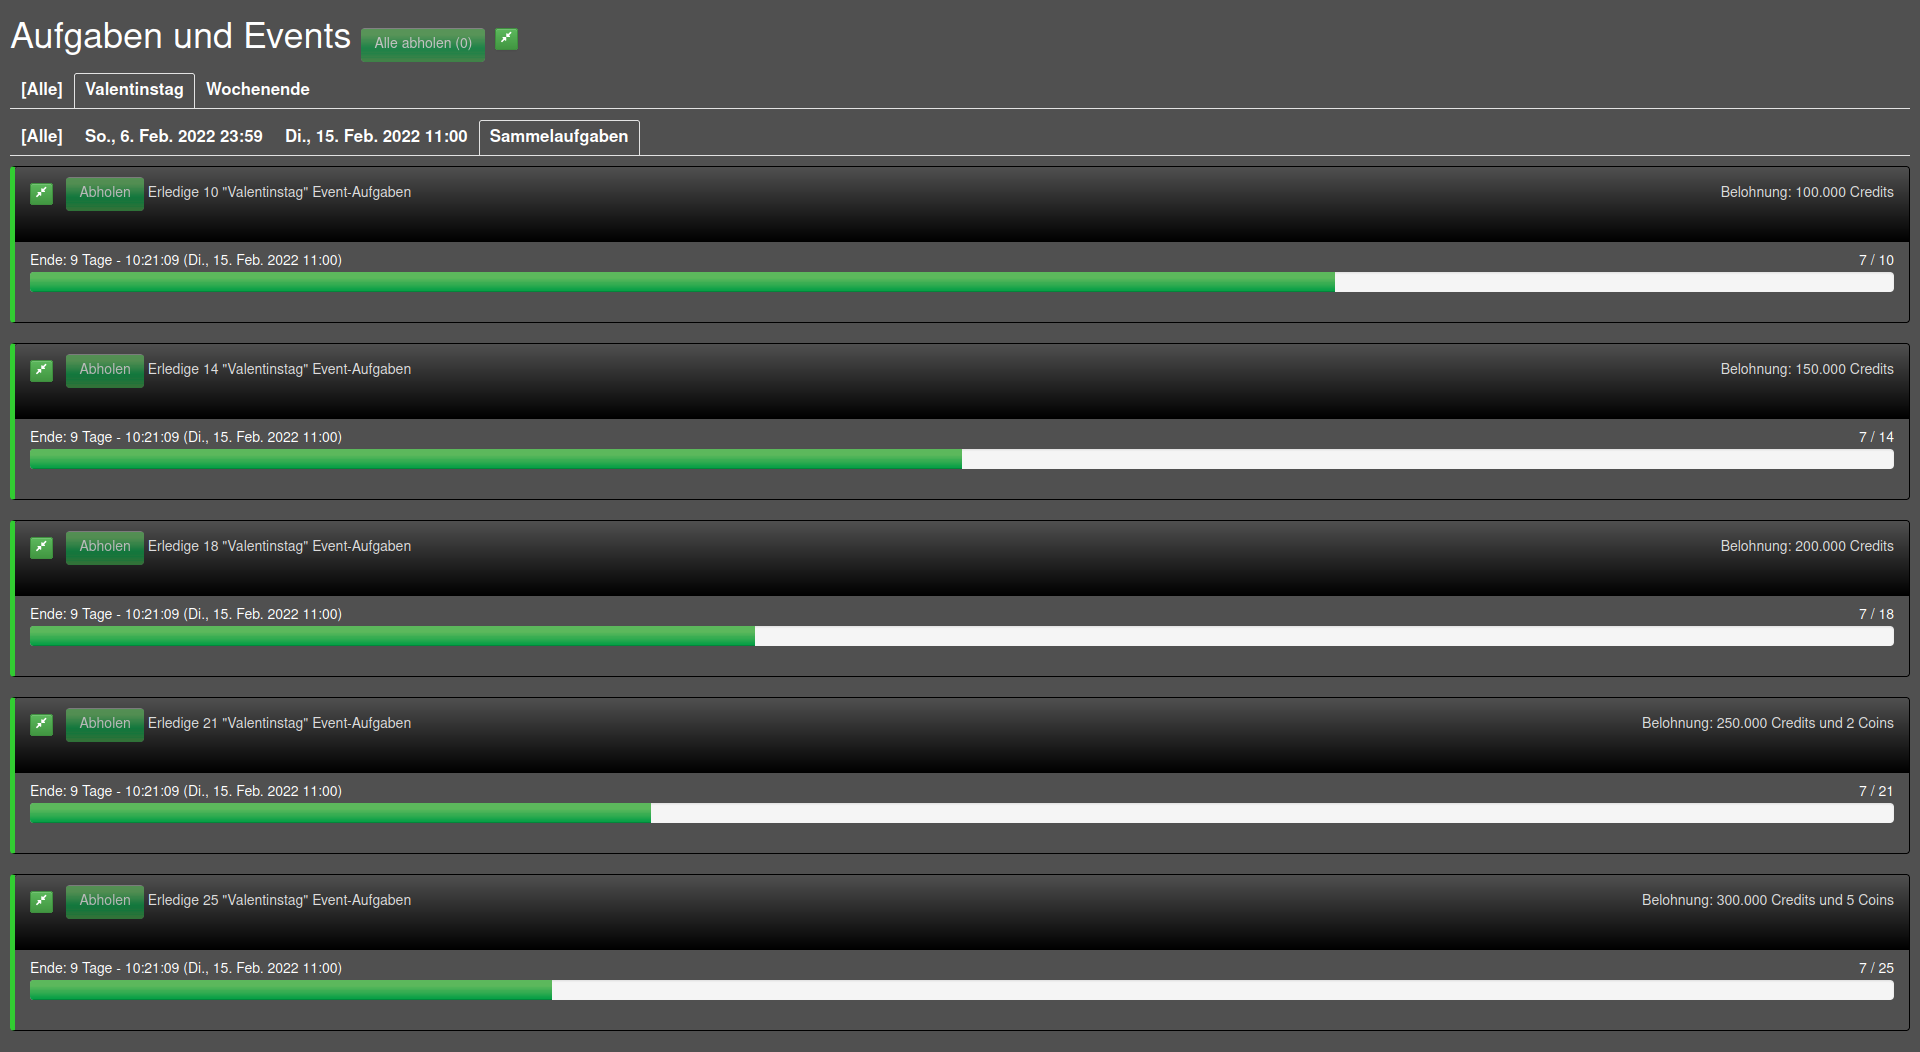 Aufgaben und Events Alle abholen (0)
[Alle] Valentinstag Wochenende
[Alle] So., 6. Feb. 2022 23:59 Di., 15. Feb. 2022 11:00 Sammelaufgaben
Abholen Erledige 10 "Valentinstag" Event-Aufgaben Belohnung: 100.000 Credits
Ende: 9 Tage - 10:21:09 (Di., 15. Feb. 2022 11:00) 7 / 10
Abholen Erledige 14 "Valentinstag" Event-Aufgaben Belohnung: 150.000 Credits
Ende: 9 Tage - 10:21:09 (Di., 15. Feb. 2022 11:00) 7 / 14
Abholen Erledige 18 "Valentinstag" Event-Aufgaben Belohnung: 200.000 Credits
Ende: 9 Tage - 10:21:09 (Di., 15. Feb. 2022 11:00) 7 / 18
Abholen Erledige 21 "Valentinstag" Event-Aufgaben Belohnung: 250.000 Credits und 2 Coins
Ende: 9 Tage - 10:21:09 (Di., 15. Feb. 2022 11:00) 7 / 21
Abholen Erledige 25 "Valentinstag" Event-Aufgaben Belohnung: 300.000 Credits und 5 Coins
Ende: 9 Tage - 10:21:09 (Di., 15. Feb. 2022 11:00) 7 / 25